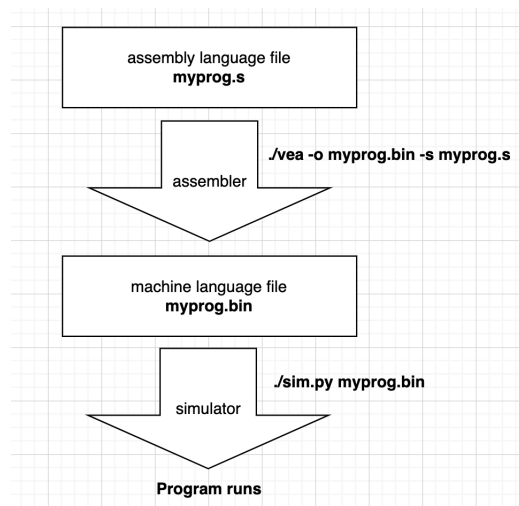 assembly language file
myprog.s
./vea -o myprog.bin -s myprog.s
assembler
machine language file
myprog.bin
./sim.py myprog.bin
simulator
Program runs